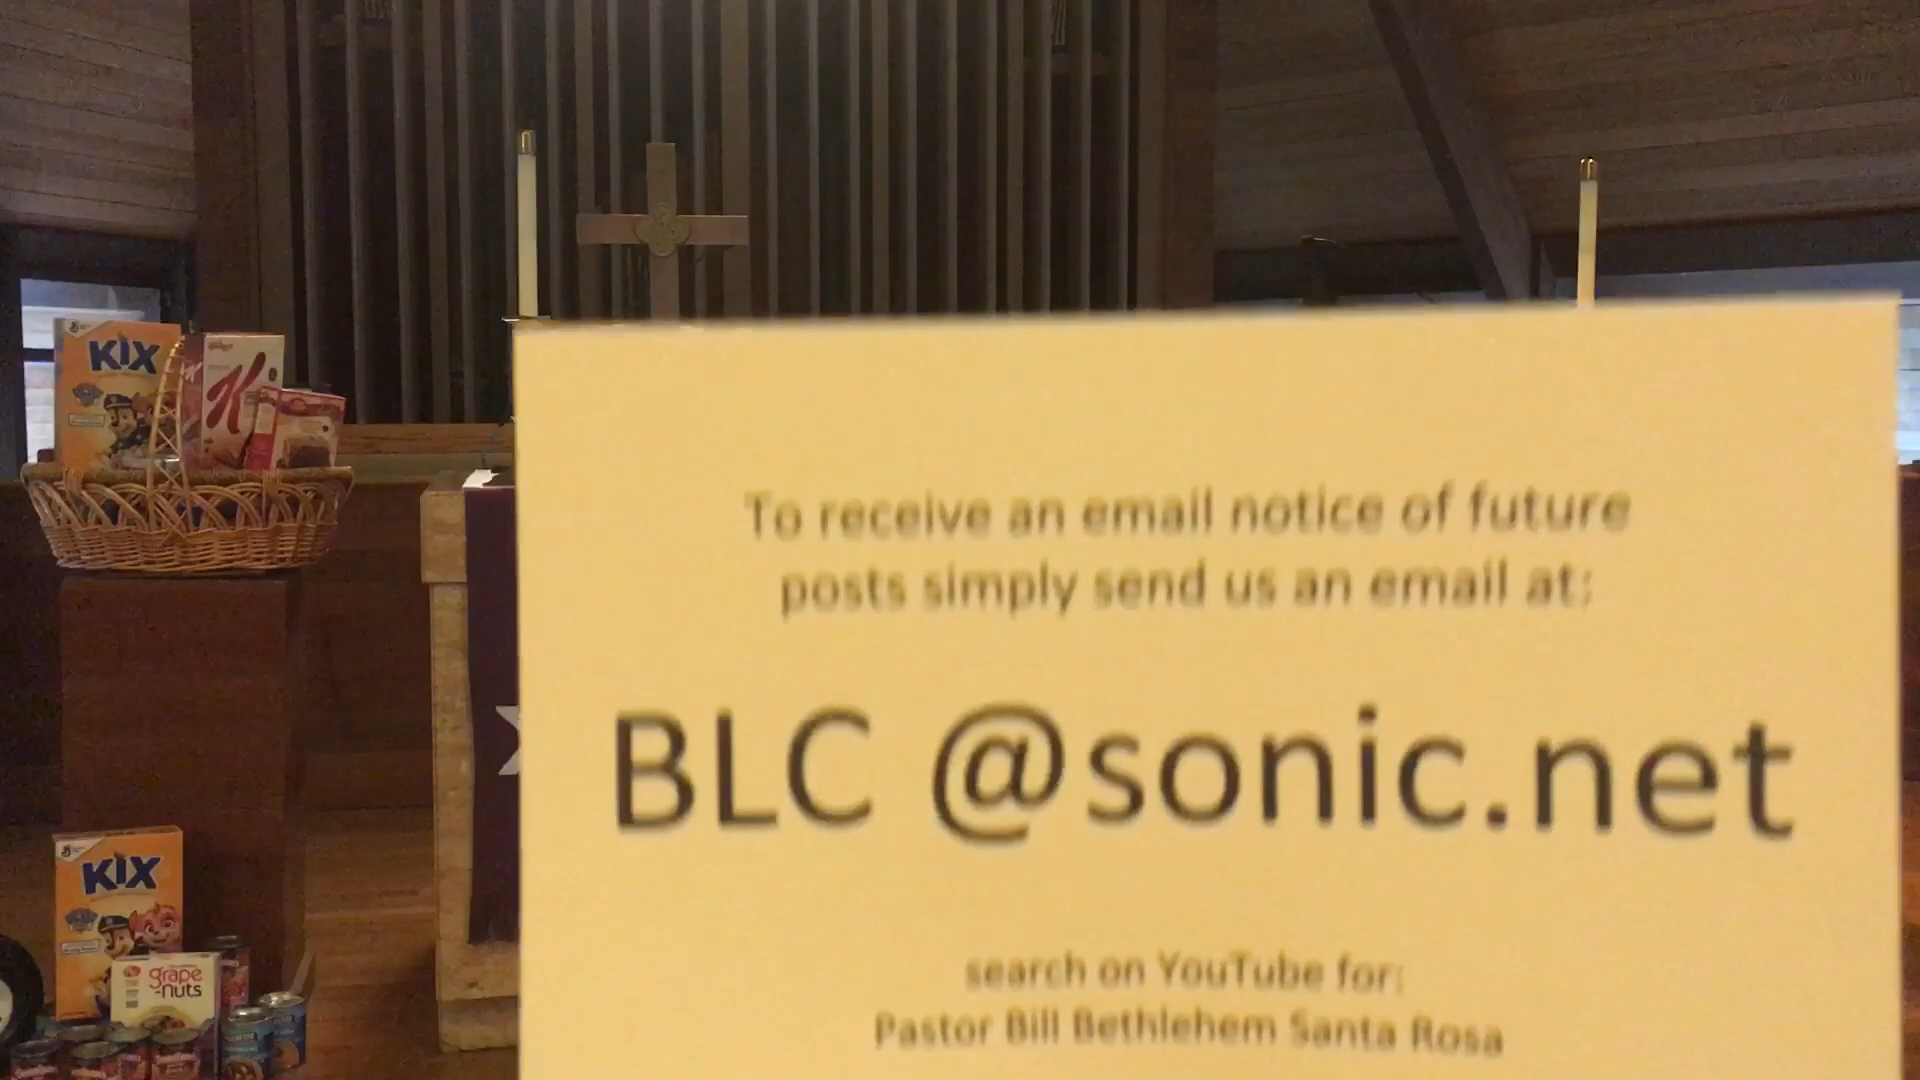 KIX
K
To receive an email notice of future
posts simply send us an email at:
BLC @sonic.net
KIX
grape
-nuts
search on YouTube for:
Pastor Bill Bethlehem Santa Rosa